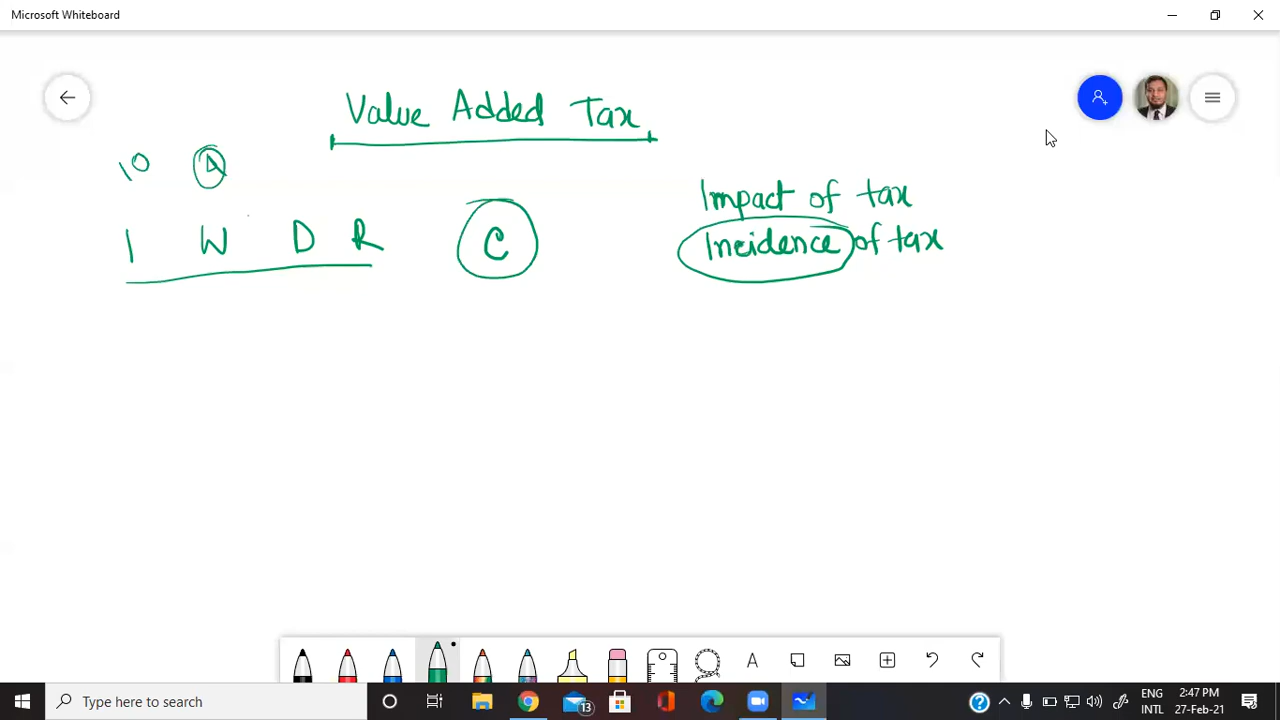 Microsoft Whiteboard
Value Added Tax
10
I W D R C
Impact of tax
Incidence of tax
A
13
Type here to search
ENG
INTL
2:47 PM
27-Feb-21